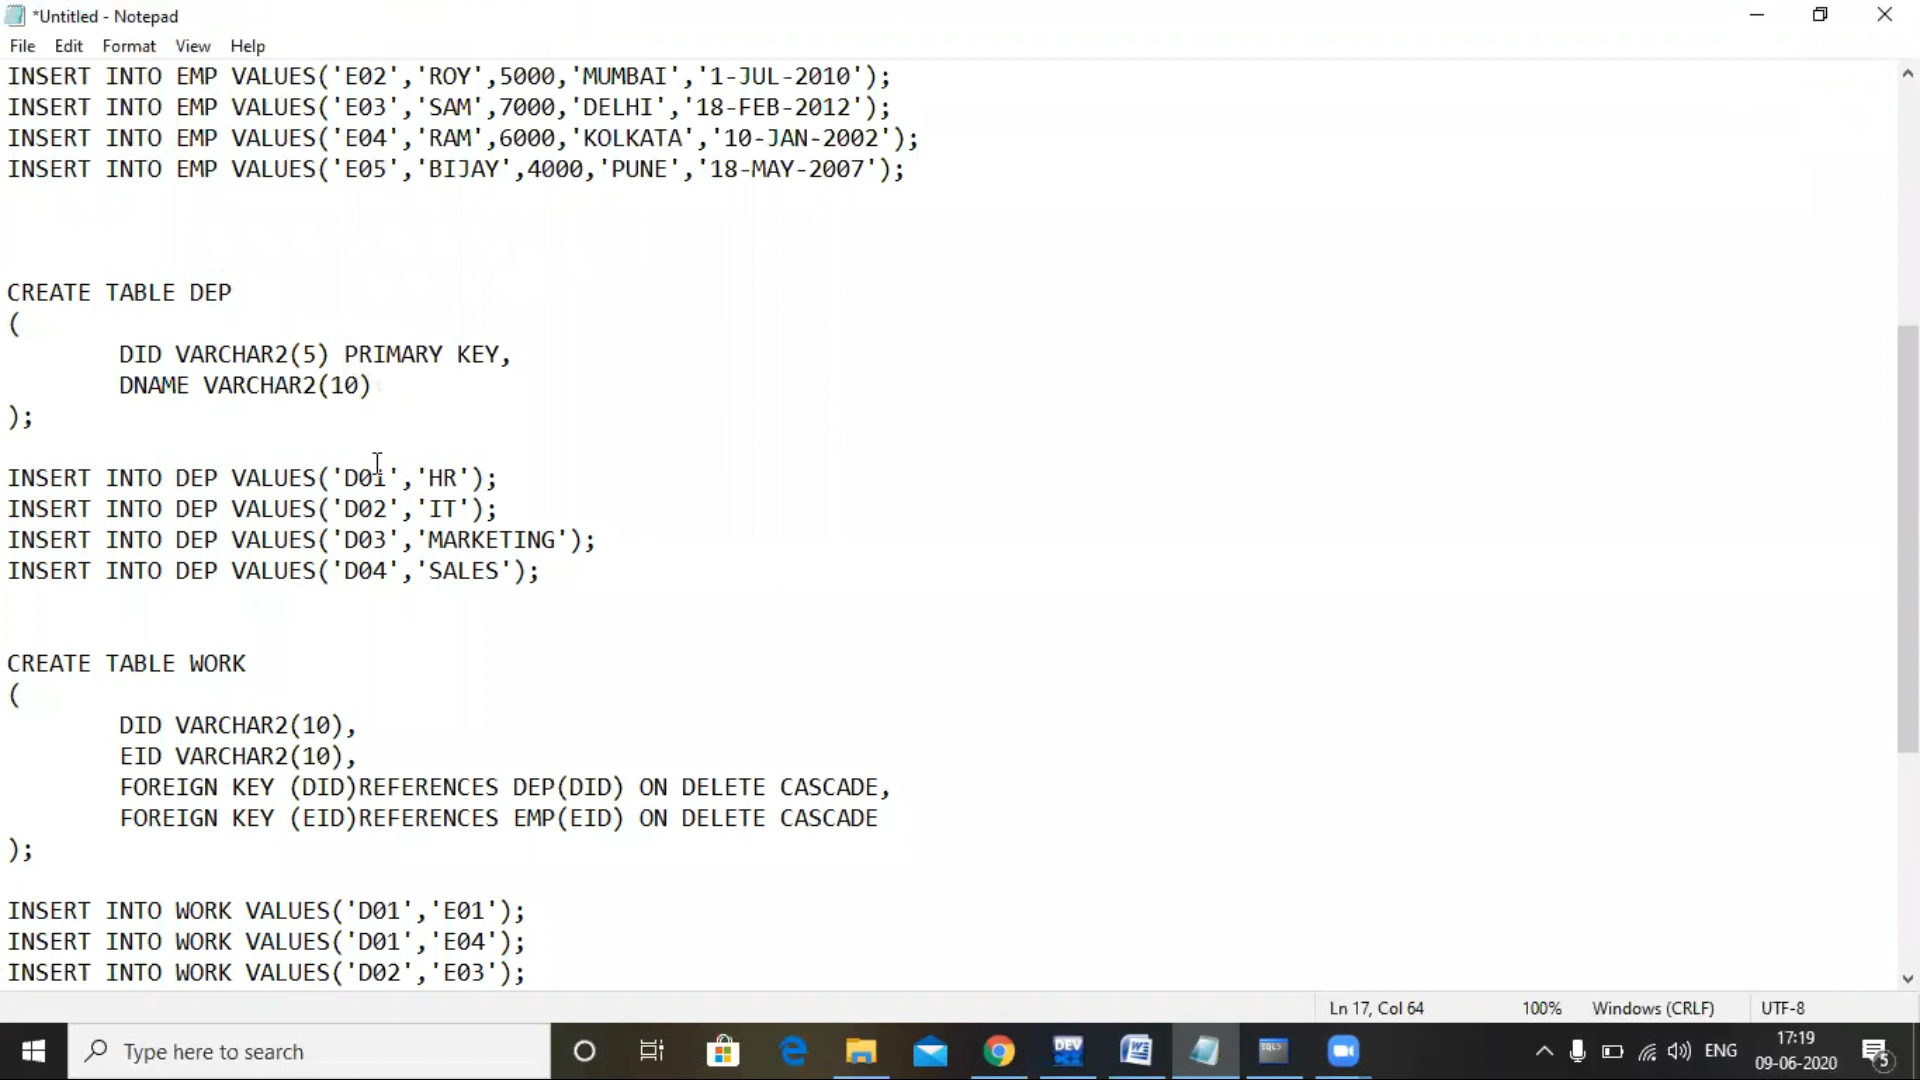 *Untitled - Notepad
File Edit Format View Help
INSERT INTO EMP VALUES('E02','ROY',5000,'MUMBAI','1-JUL-2010');
INSERT INTO EMP VALUES('E03','SAM',7000,'DELHI','18-FEB-2012');
INSERT INTO EMP VALUES('E04','RAM',6000,'KOLKATA','10-JAN-2002');
INSERT INTO EMP VALUES('E05','BIJAY',4000,'PUNE','18-MAY-2007');
CREATE TABLE DEP
(
DID VARCHAR2(5) PRIMARY KEY,
DNAME VARCHAR2(10)
);
INSERT INTO DEP VALUES('D01','HR');
INSERT INTO DEP VALUES('D02','IT');
INSERT INTO DEP VALUES('D03','MARKETING');
INSERT INTO DEP VALUES('D04','SALES');
CREATE TABLE WORK
(
DID VARCHAR2(10),
EID VARCHAR2(10),
FOREIGN KEY (DID)REFERENCES DEP(DID) ON DELETE CASCADE,
FOREIGN KEY (EID)REFERENCES EMP(EID) ON DELETE CASCADE
);
INSERT INTO WORK VALUES('D01','E01');
INSERT INTO WORK VALUES('D01','E04');
INSERT INTO WORK VALUES('D02','E03');
Ln 17, Col 64 100% Windows (CRLF) UTF-8
Type here to search DEV ENG 17:19
09-06-2020 5